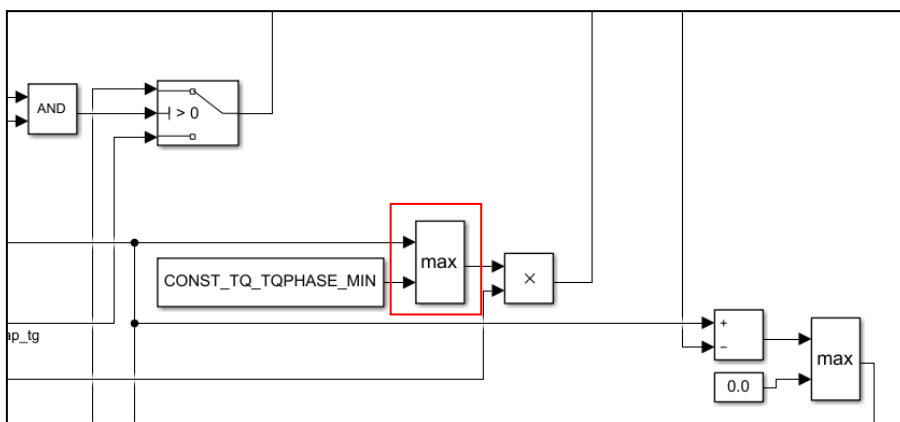 AND
> 0
max
CONST_TQ_TQPHASE_MIN
×
ap_tg
+
−
max
0.0